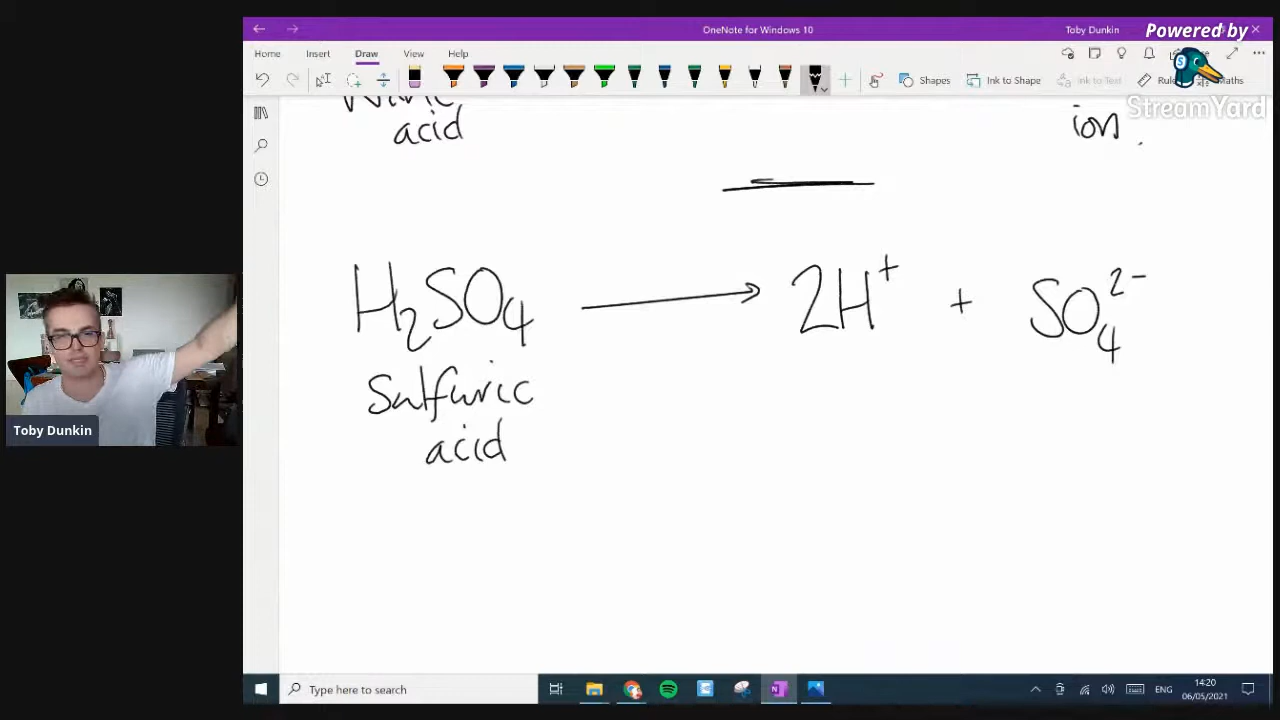 OneNote for Windows 10
Toby Dunkin
Powered by
Home Insert Draw View Help
Shapes Ink to Shape Ink to Text Maths
StreamYard
acid
ion.
H₂SO₄ → 2H⁺ + SO₄²⁻
Sulfuric
acid
Toby Dunkin
Type here to search
ENG
14:20
06/05/2021